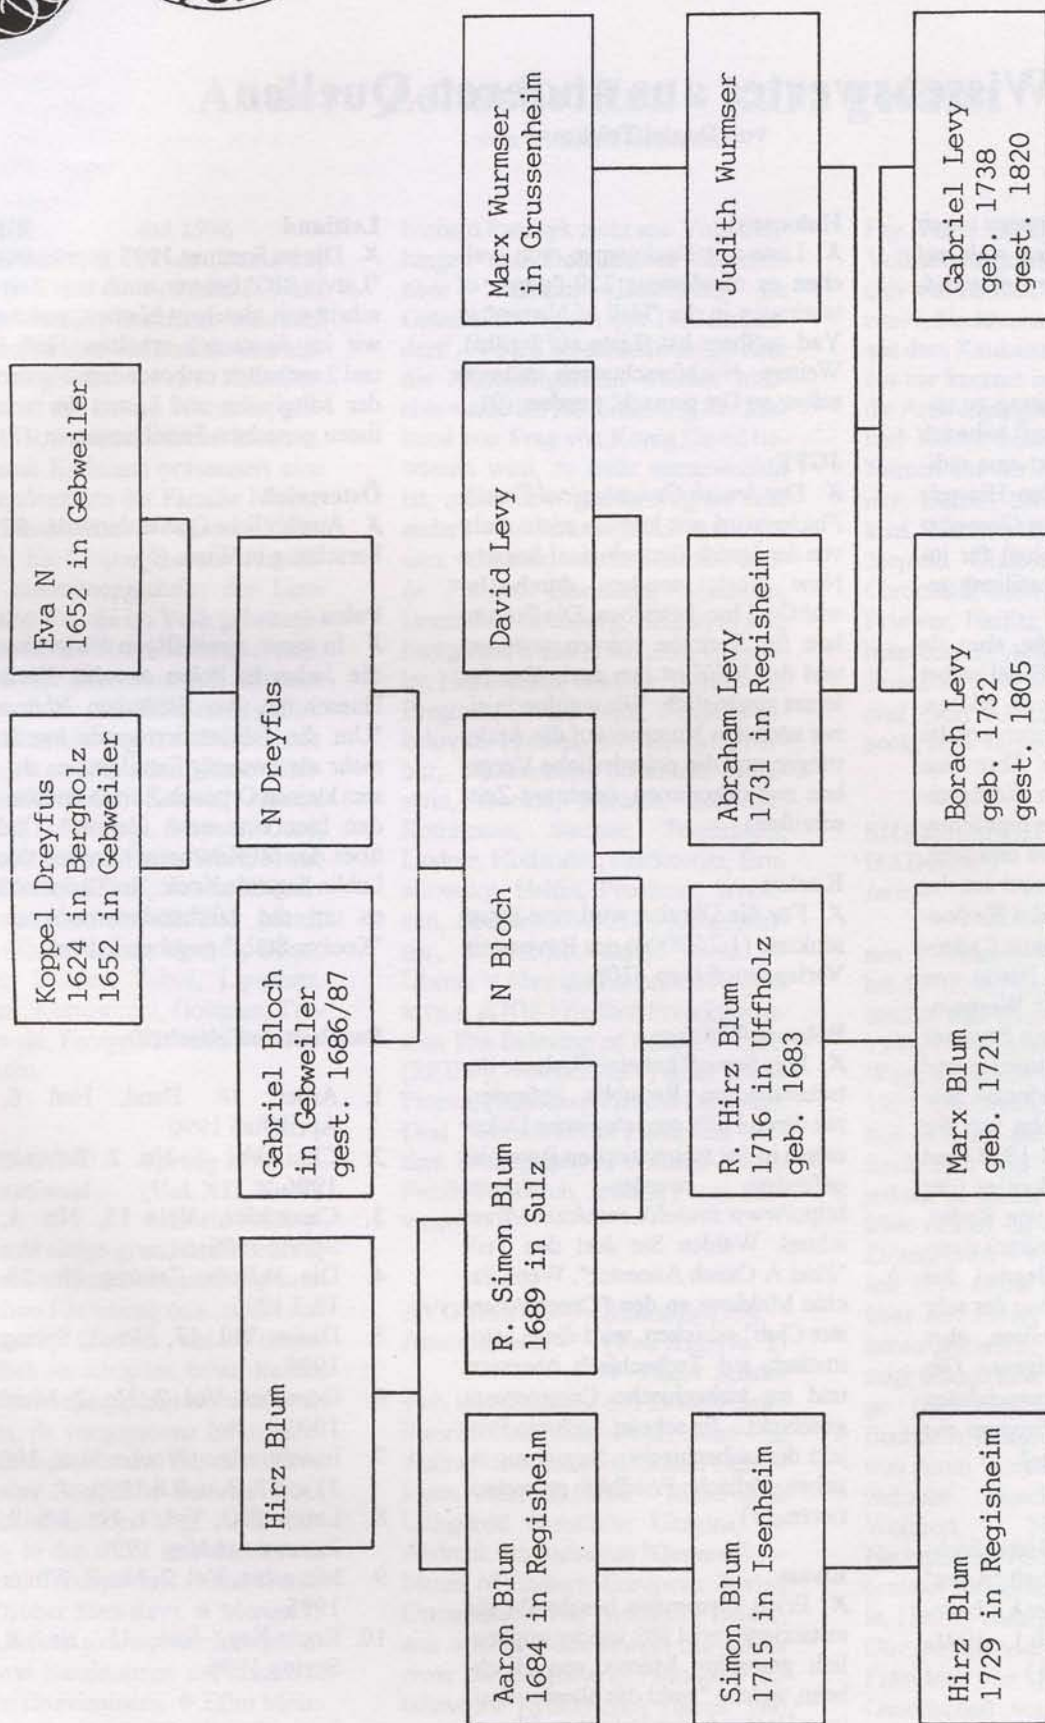 Koppel Dreyfus
1624 in Bergholz
1652 in Gebweiler
Eva N
1652 in Gebweiler
Hirz Blum
Gabriel Bloch
in Gebweiler
gest. 1686/87
N Dreyfus
Aaron Blum
1684 in Regisheim
R. Simon Blum
1689 in Sulz
N Bloch
David Levy
Marx Wurmser
in Grussenheim
Simon Blum
1715 in Isenheim
R. Hirz Blum
1716 in Uffholz
geb. 1683
Abraham Levy
1751 in Regisheim
Judith Wurmser
Hirz Blum
1729 in Regisheim
Marx Blum
geb. 1721
Borach Levy
geb. 1732
gest. 1805
Gabriel Levy
geb. 1738
gest. 1820